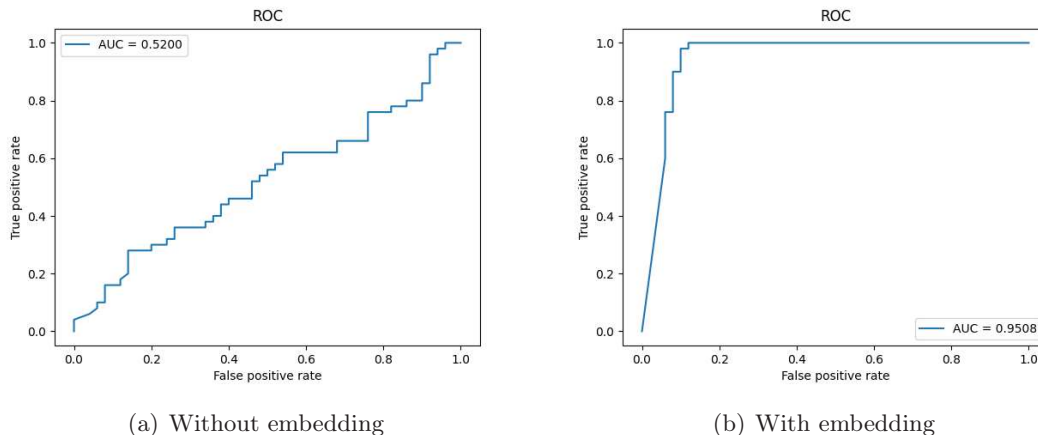 ROC
AUC = 0.5200
True positive rate
1.0
0.8
0.6
0.4
0.2
0.0
0.0 0.2 0.4 0.6 0.8 1.0
False positive rate
(a) Without embedding
ROC
True positive rate
1.0
0.8
0.6
0.4
0.2
0.0
AUC = 0.9508
0.0 0.2 0.4 0.6 0.8 1.0
False positive rate
(b) With embedding